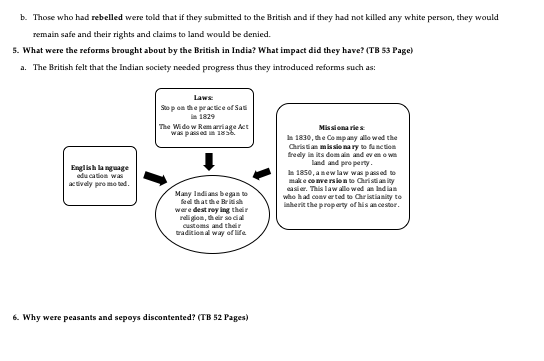 b. Those who had rebelled were told that if they submitted to the British and if they had not killed any white person, they would
remain safe and their rights and claims to land would be denied.
5. What were the reforms brought about by the British in India? What impact did they have? (TB 53 Page)
a. The British felt that the Indian society needed progress thus they introduced reforms such as:
Laws:
Stop on the practice of Sati
in 1829
The Widow Remarriage Act
was passed in 1856.
English language
education was
actively promoted.
Missionaries:
In 1830, the Company allowed the
Christian missionary to function
freely in its domain and even own
land and property.
In 1850, a new law was passed to
make conversion to Christianity
easier. This law allowed an Indian
who had converted to Christianity to
inherit the property of his ancestor.
Many Indians began to
feel that the British
were destroying their
religion, their social
customs and their
traditional way of life.
6. Why were peasants and sepoys discontented? (TB 52 Pages)